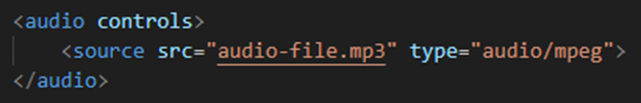 <audio controls>
    <source src="audio-file.mp3" type="audio/mpeg">
</audio>